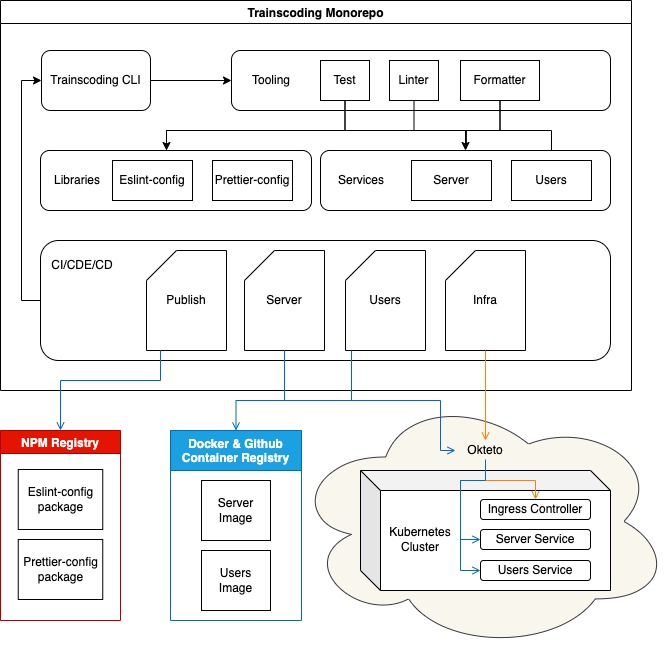 Trainscoding Monorepo
Trainscoding CLI
Tooling
Test
Linter
Formatter
Libraries
Eslint-config
Prettier-config
Services
Server
Users
CI/CDE/CD
Publish
Server
Users
Infra
NPM Registry
Eslint-config
package
Prettier-config
package
Docker & Github
Container Registry
Server
Image
Users
Image
Okteto
Kubernetes
Cluster
Ingress Controller
Server Service
Users Service